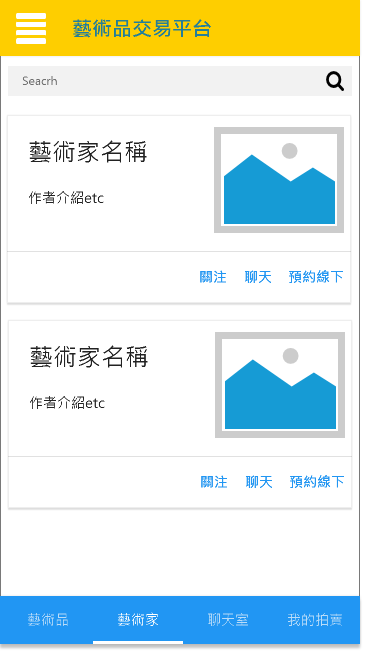 藝術品交易平台
Seacrh
藝術家名稱
作者介紹etc
關注 聊天 預約線下
藝術家名稱
作者介紹etc
關注 聊天 預約線下
藝術品 藝術家 聊天室 我的拍賣